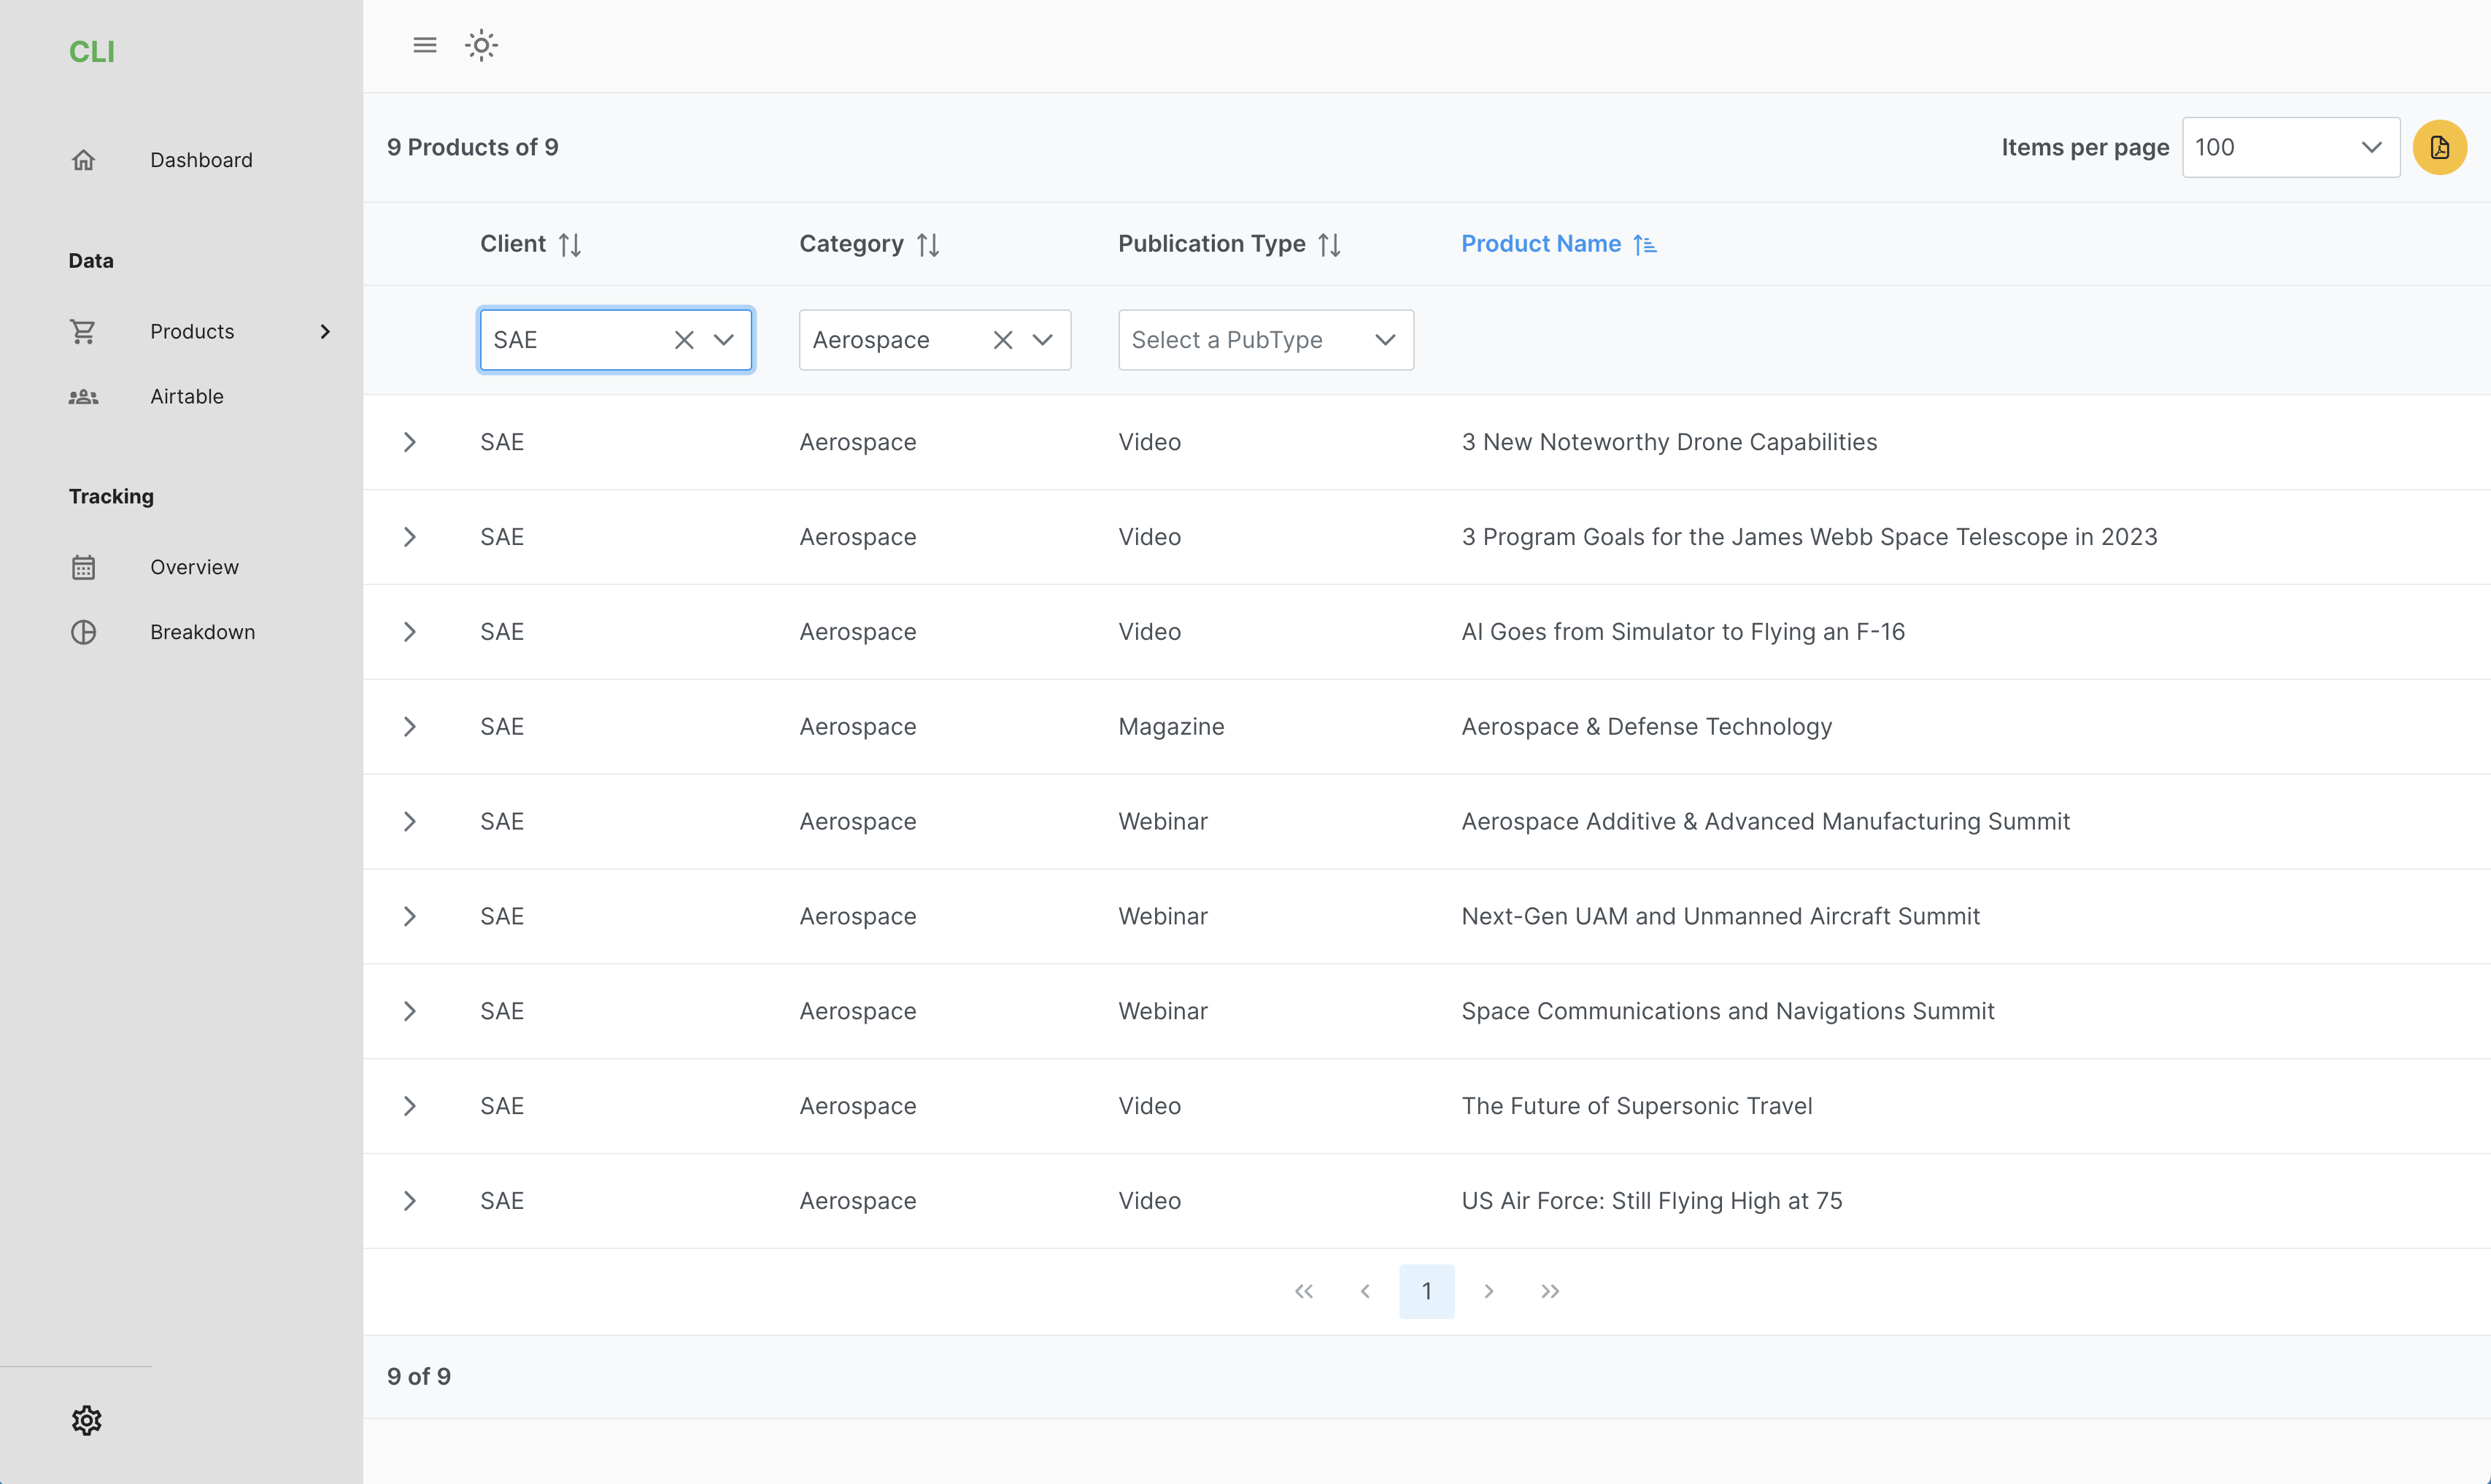 CLI
Dashboard
Data
Products
Airtable
Tracking
Overview
Breakdown
9 Products of 9
Items per page 100
Client Category Publication Type Product Name
SAE Aerospace Select a PubType
SAE Aerospace Video 3 New Noteworthy Drone Capabilities
SAE Aerospace Video 3 Program Goals for the James Webb Space Telescope in 2023
SAE Aerospace Video AI Goes from Simulator to Flying an F-16
SAE Aerospace Magazine Aerospace & Defense Technology
SAE Aerospace Webinar Aerospace Additive & Advanced Manufacturing Summit
SAE Aerospace Webinar Next-Gen UAM and Unmanned Aircraft Summit
SAE Aerospace Webinar Space Communications and Navigations Summit
SAE Aerospace Video The Future of Supersonic Travel
SAE Aerospace Video US Air Force: Still Flying High at 75
1
9 of 9